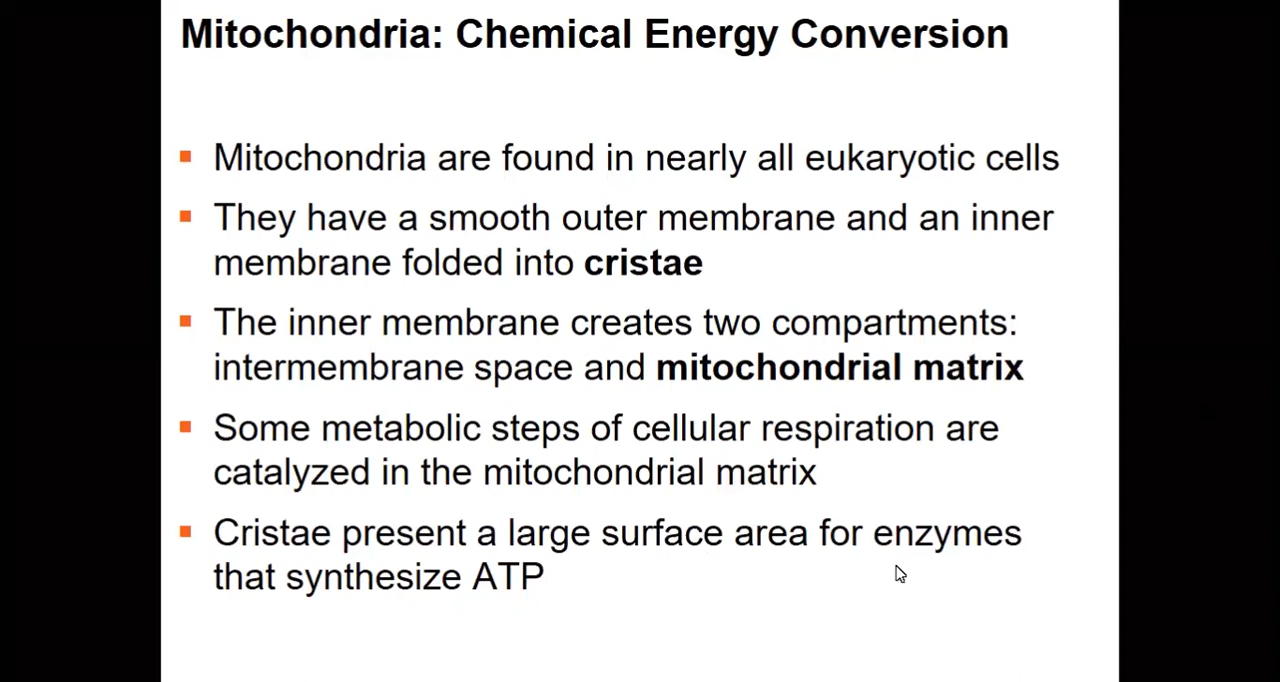 Mitochondria: Chemical Energy Conversion
Mitochondria are found in nearly all eukaryotic cells
They have a smooth outer membrane and an inner
membrane folded into cristae
The inner membrane creates two compartments:
intermembrane space and mitochondrial matrix
Some metabolic steps of cellular respiration are
catalyzed in the mitochondrial matrix
Cristae present a large surface area for enzymes
that synthesize ATP